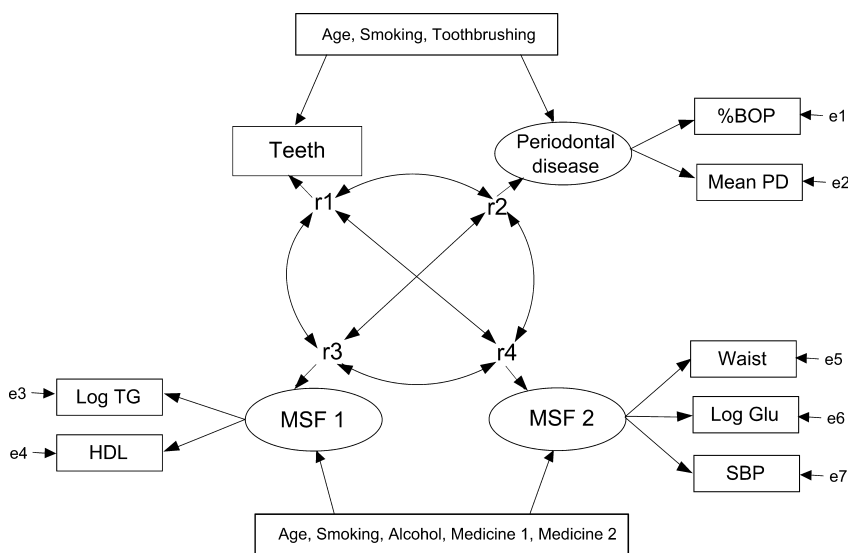 Age, Smoking, Toothbrushing
%BOP
e1
Teeth
Periodontal
disease
Mean PD
e2
r1
r2
r3
r4
Waist
e5
e3
Log TG
MSF 1
MSF 2
Log Glu
e6
e4
HDL
SBP
e7
Age, Smoking, Alcohol, Medicine 1, Medicine 2